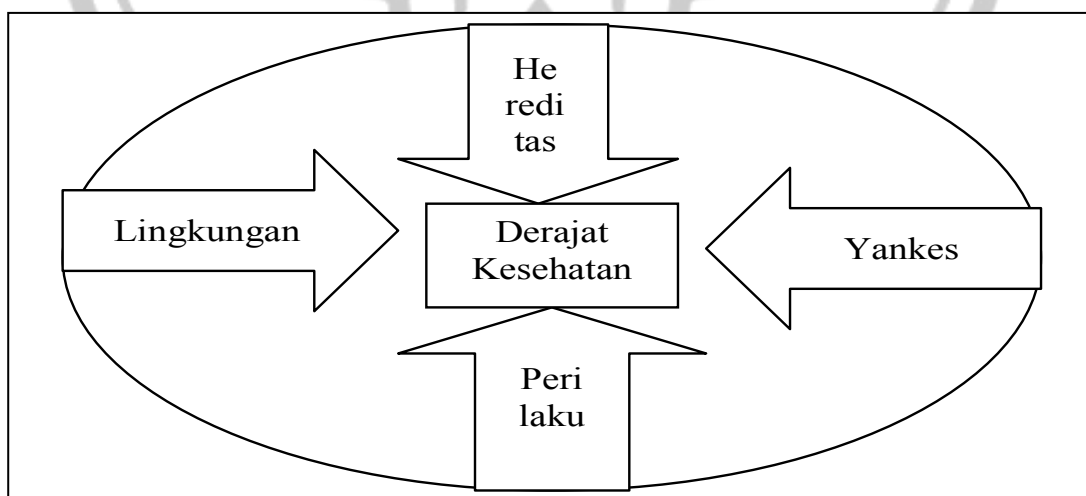 He
redi
tas
Lingkungan
Derajat
Kesehatan
Yankes
Peri
laku